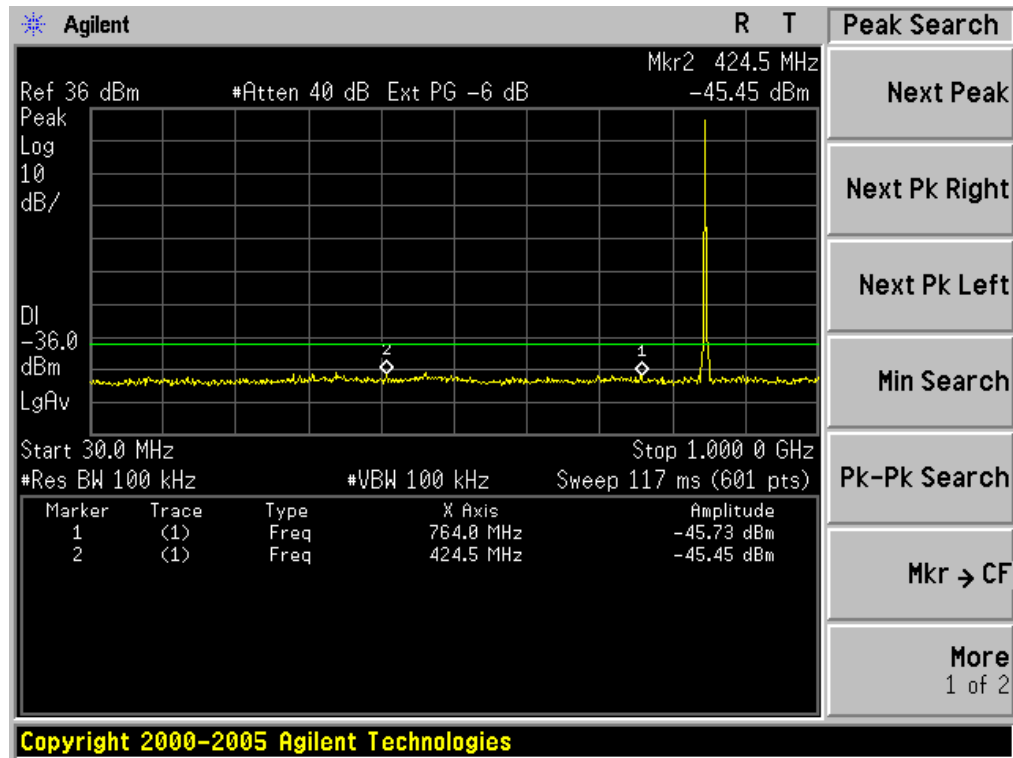 Agilent R T
Peak Search
Mkr2 424.5 MHz
Ref 36 dBm #Atten 40 dB Ext PG -6 dB -45.45 dBm
Peak
Log
10
dB/
DI
-36.0
dBm
LgAv
2
1
Start 30.0 MHz Stop 1.000 0 GHz
#Res BW 100 kHz #VBW 100 kHz Sweep 117 ms (601 pts)
Marker Trace Type X Axis Amplitude
1 (1) Freq 764.0 MHz -45.73 dBm
2 (1) Freq 424.5 MHz -45.45 dBm
Next Peak
Next Pk Right
Next Pk Left
Min Search
Pk-Pk Search
Mkr → CF
More
1 of 2
Copyright 2000-2005 Agilent Technologies